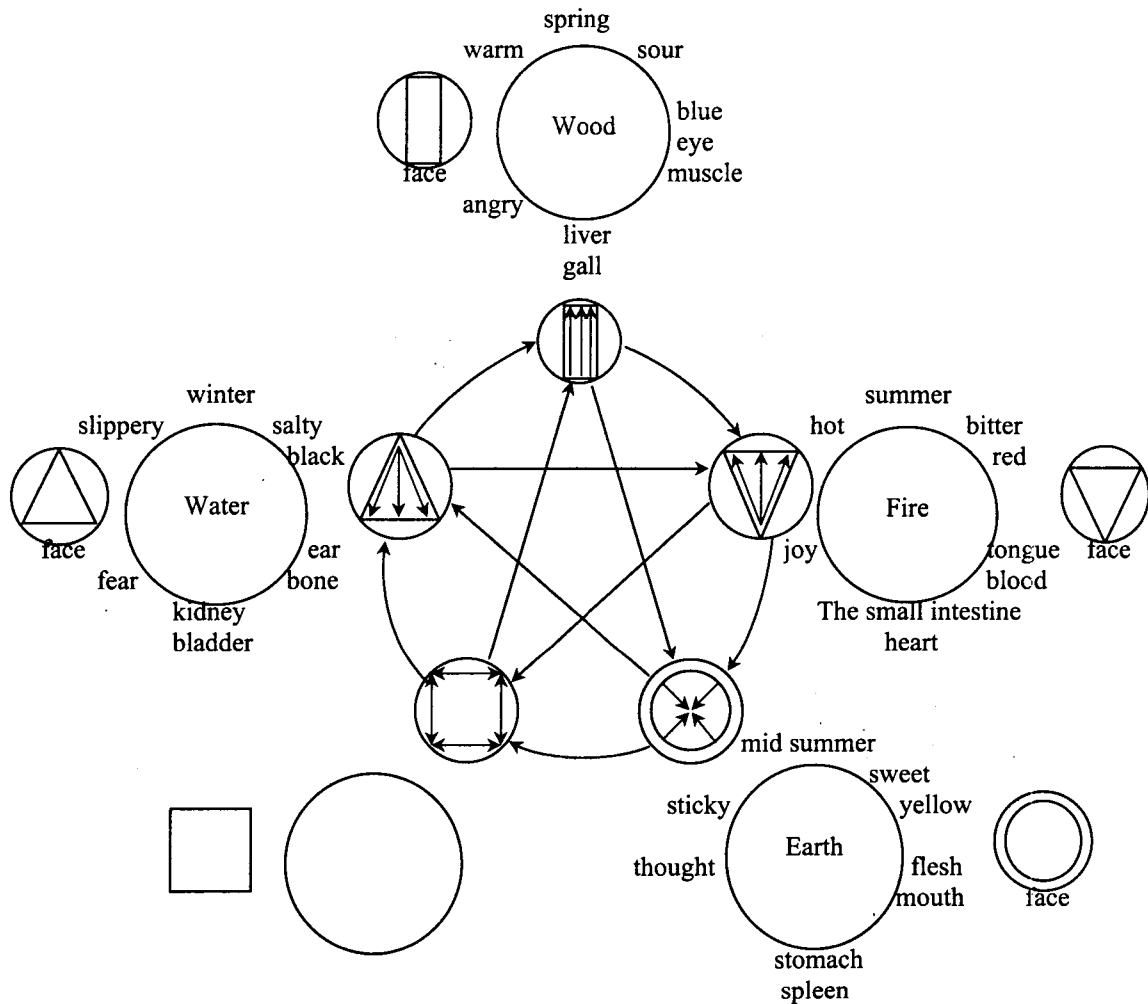 spring
warm
sour
Wood
blue
eye
muscle
face
angry
liver
gall
winter
slippery
salty
black
Water
face
ear
bone
fear
kidney
bladder
summer
hot
bitter
red
Fire
joy
tongue
blood
face
The small intestine
heart
mid summer
sweet
yellow
sticky
Earth
thought
flesh
mouth
face
stomach
spleen